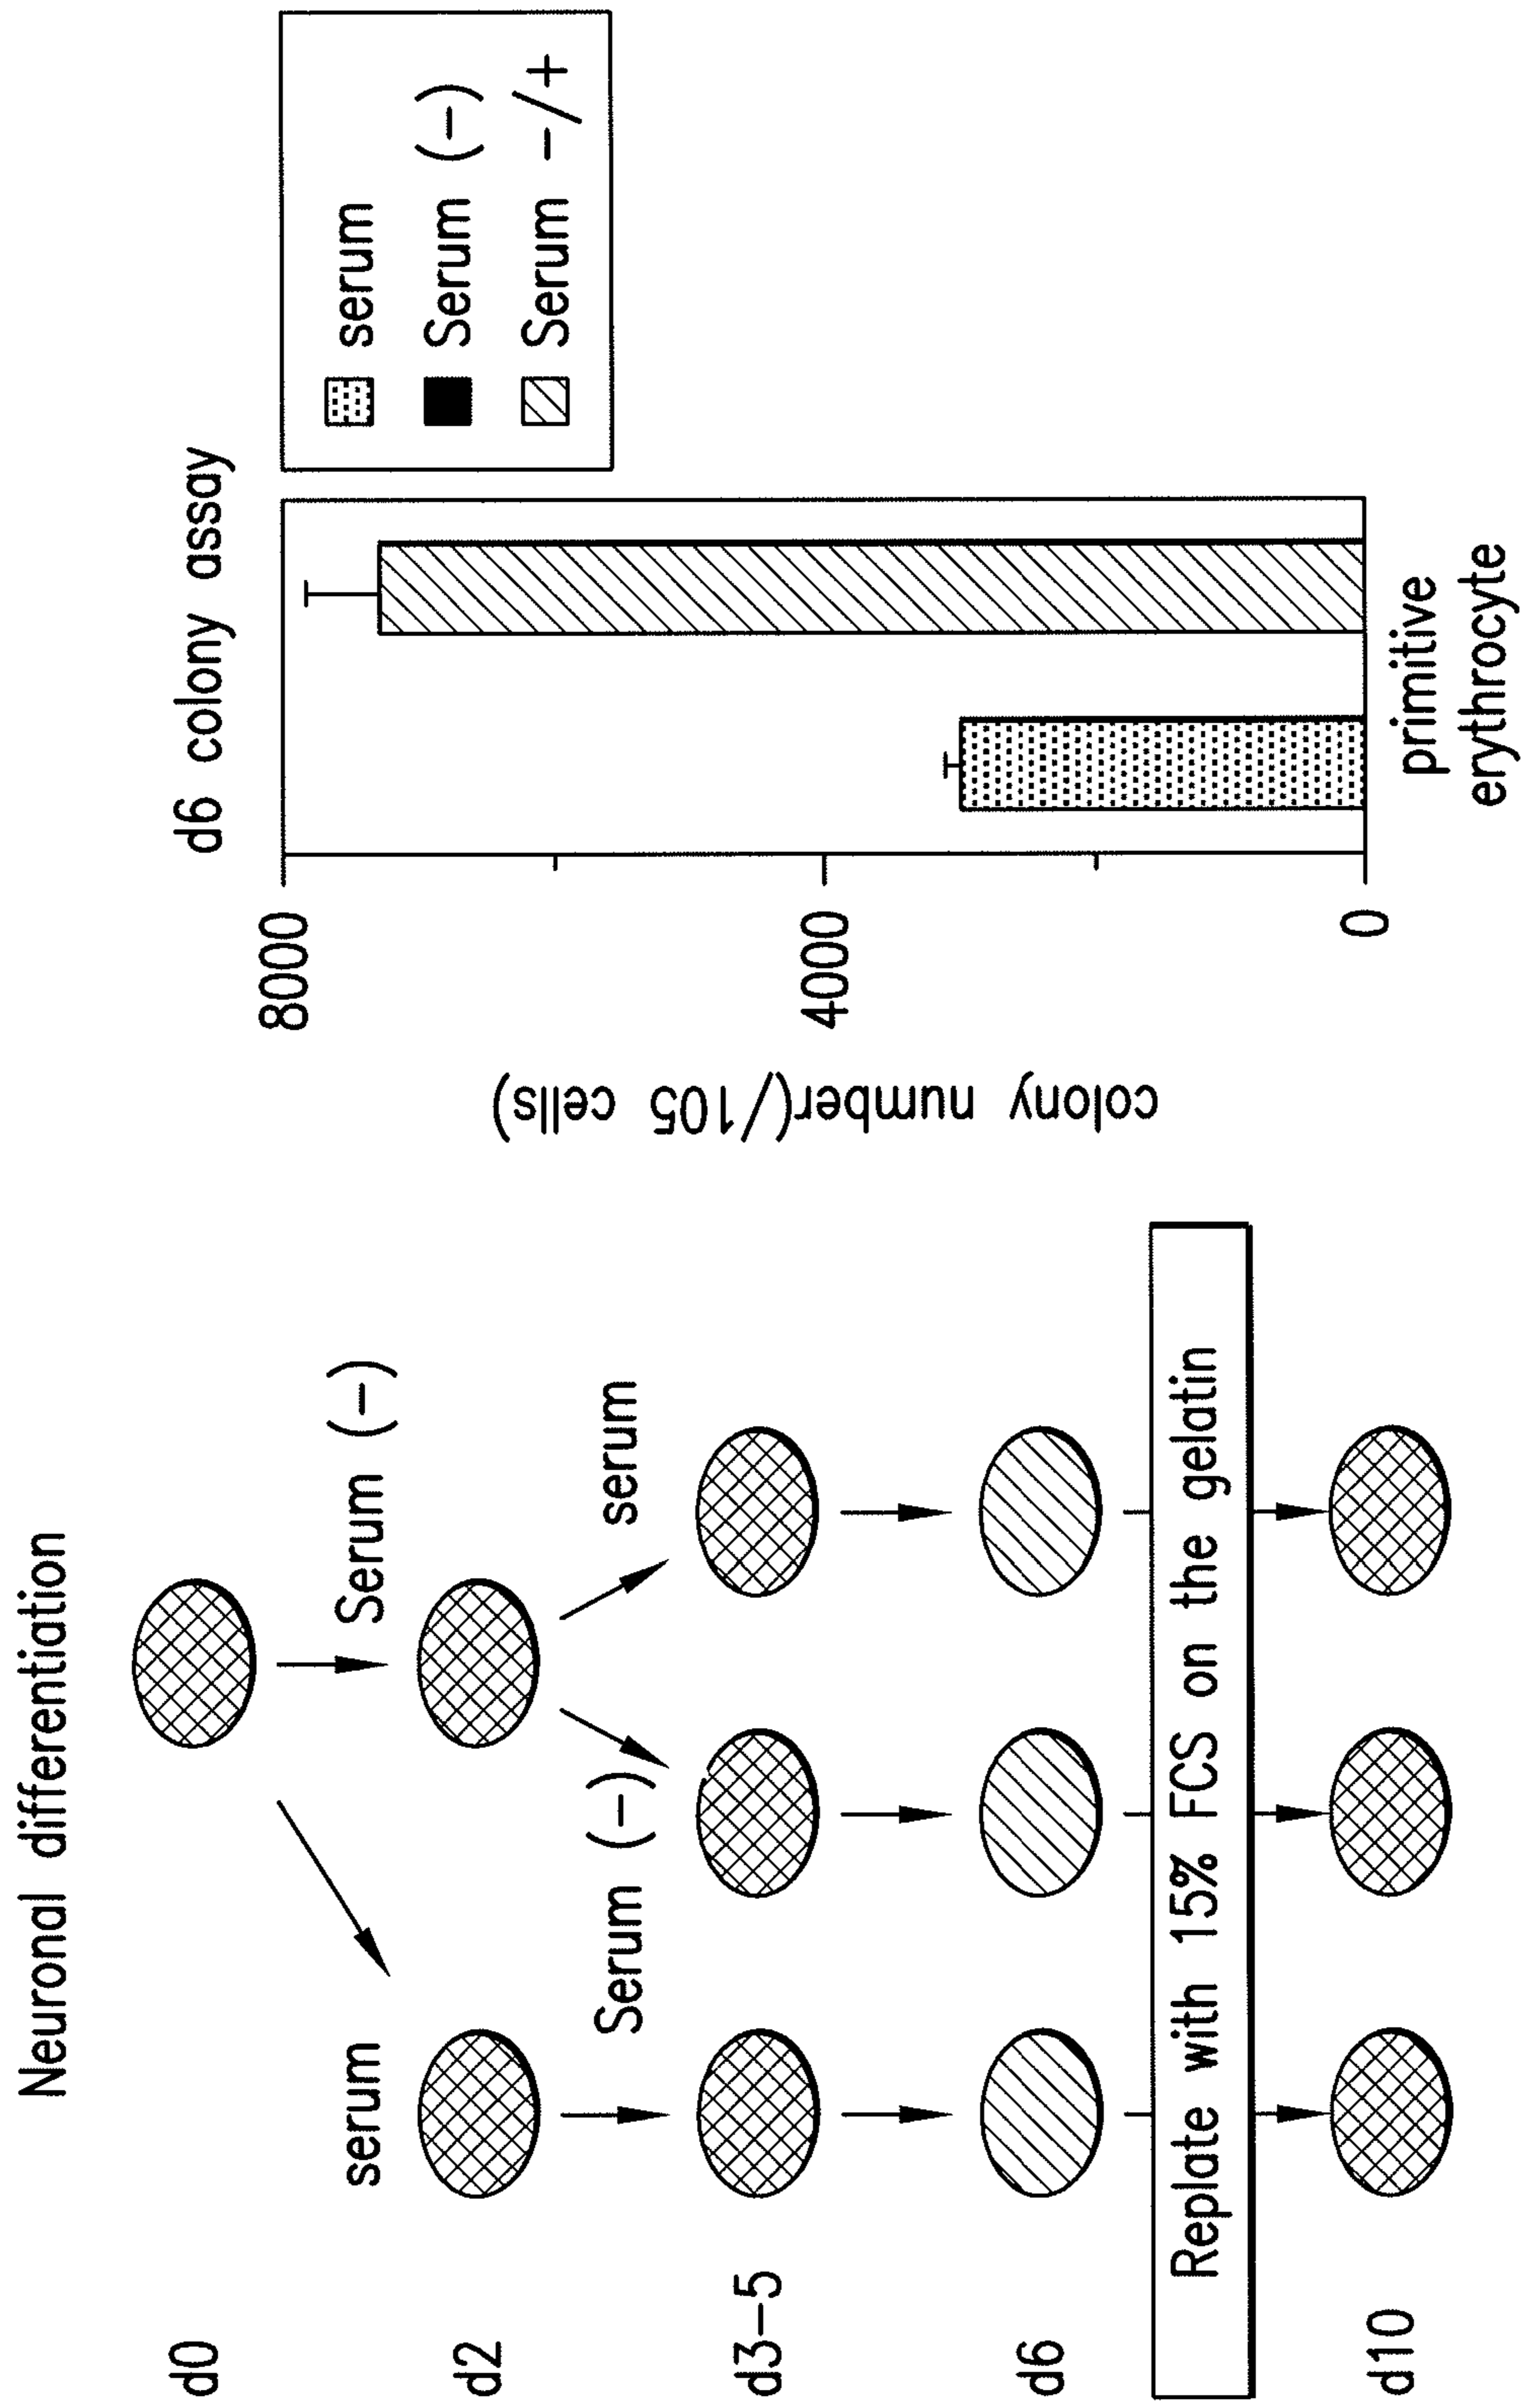 Neuronal differentiation
d0
serum
Serum (-)
d2
Serum (-)
serum
d3-5
d6
Replate with 15% FCS on the gelatin
d10
d6 colony assay
colony number(/105 cells)
8000
4000
0
primitive
erythrocyte
serum
Serum (-)
Serum -/+